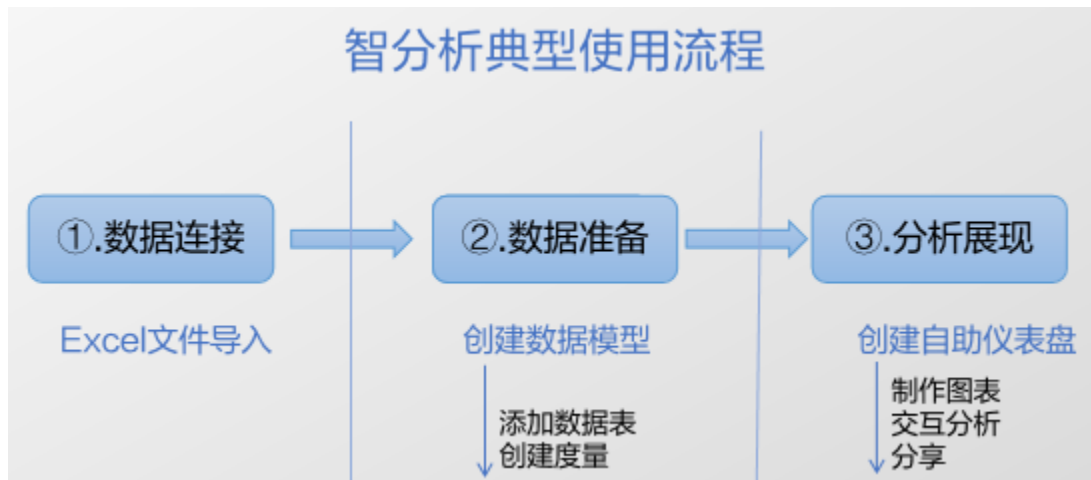 智分析典型使用流程
①.数据连接
②.数据准备
③.分析展现
Excel文件导入
创建数据模型
创建自助仪表盘
添加数据表
创建度量
制作图表
交互分析
分享